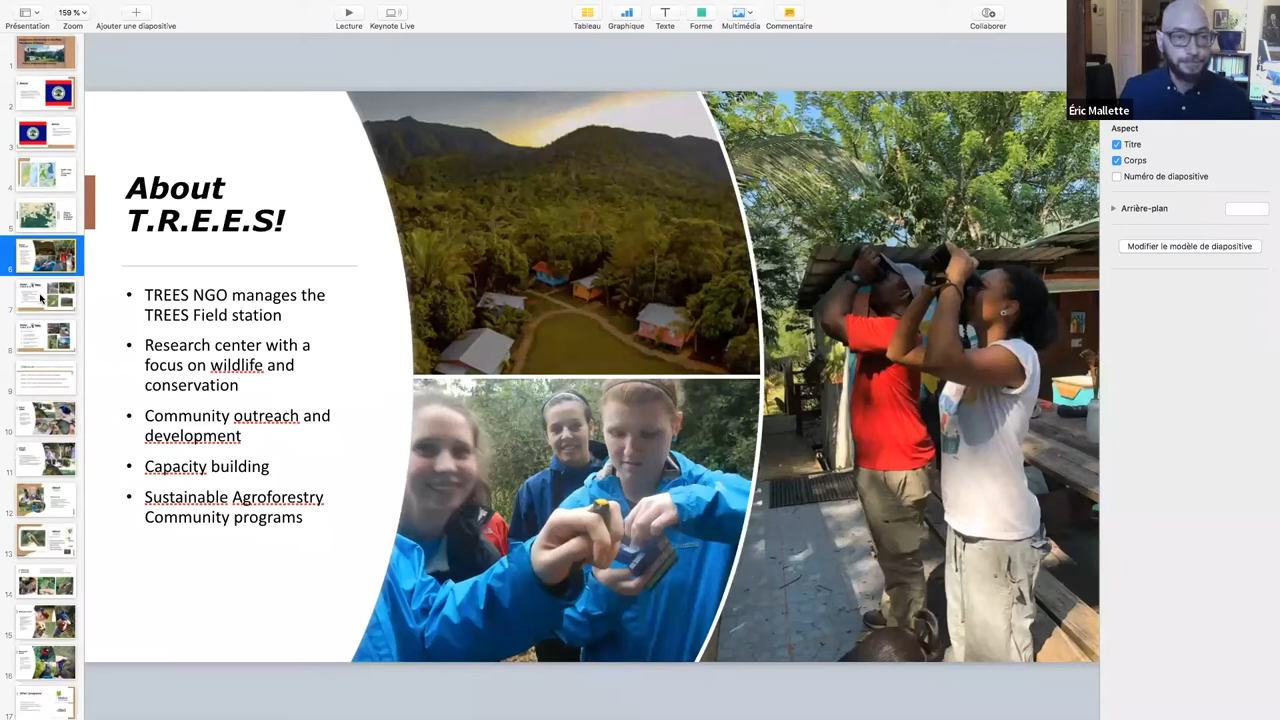 159 %
Présentation
Zoom
Ajouter une diapositive
Lecture
Keynote Live
Tableau
Graphique
Texte
Forme
Multimédia
Commentaire
Collaborer
Éric Mallette
Aspect
Titre
Corps
Numéro de diapositive
Arrière-plan
Modifier le modèle de diapositive
About
T.R.E.E.S!
• TREES NGO manages the
TREES Field station
• Research center with
focus on wildlife and
conservation
• Community outreach and
development
• Capacity building
• Sustainable Agroforestry
Community programs
1
2
3
4
5
6
7
8
9
10
11
12
13
14
15
16